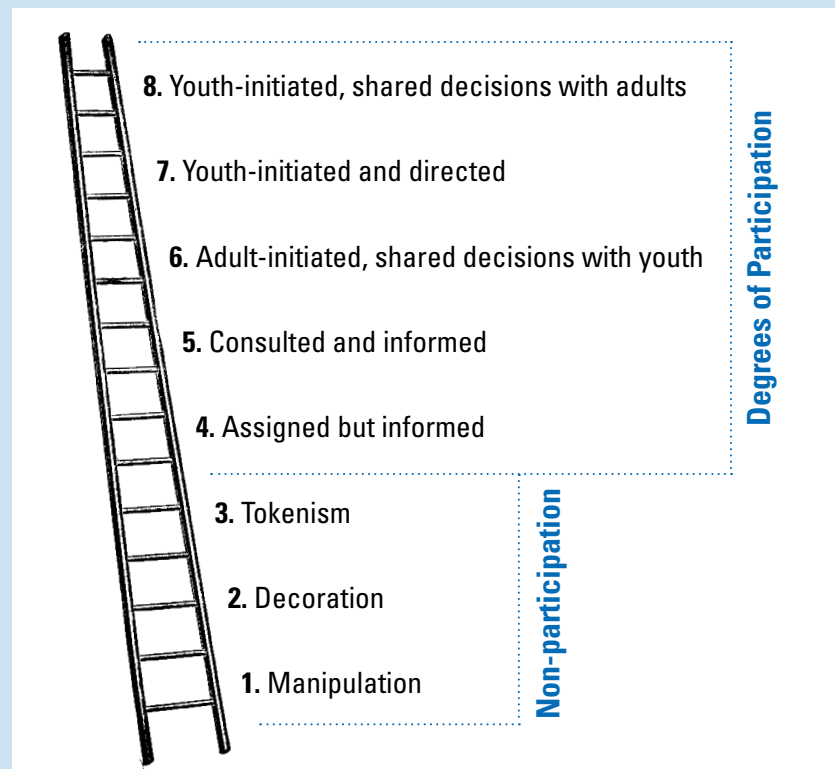 8. Youth-initiated, shared decisions with adults
7. Youth-initiated and directed
6. Adult-initiated, shared decisions with youth
5. Consulted and informed
4. Assigned but informed
Degrees of Participation
3. Tokenism
2. Decoration
1. Manipulation
Non-participation